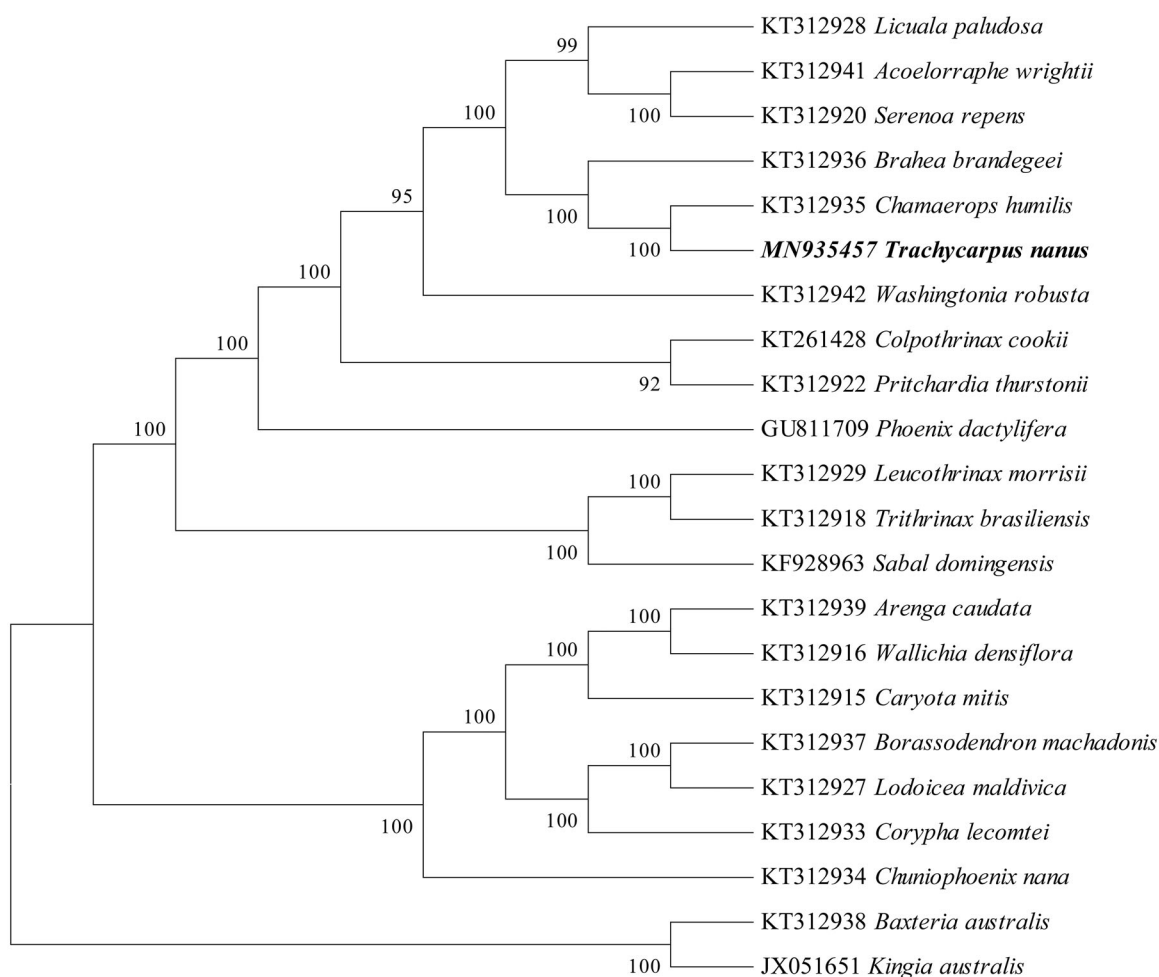 KT312928 Licuala paludosa
99
KT312941 Acoelorraphe wrightii
100
KT312920 Serenoa repens
100
KT312936 Brahea brandegeei
95
KT312935 Chamaerops humilis
100
100
MN935457 Trachycarpus nanus
100
KT312942 Washingtonia robusta
100
KT261428 Colpothrinax cookii
92
KT312922 Pritchardia thurstonii
100
GU811709 Phoenix dactylifera
100
KT312929 Leucothrinax morrisii
KT312918 Trithrinax brasiliensis
100
KF928963 Sabal domingensis
KT312939 Arenga caudata
100
100
KT312916 Wallichia densiflora
KT312915 Caryota mitis
100
KT312937 Borassodendron machadonis
100
KT312927 Lodoicea maldivica
100
100
KT312933 Corypha lecomtei
KT312934 Chuniophoenix nana
KT312938 Baxteria australis
100
JX051651 Kingia australis